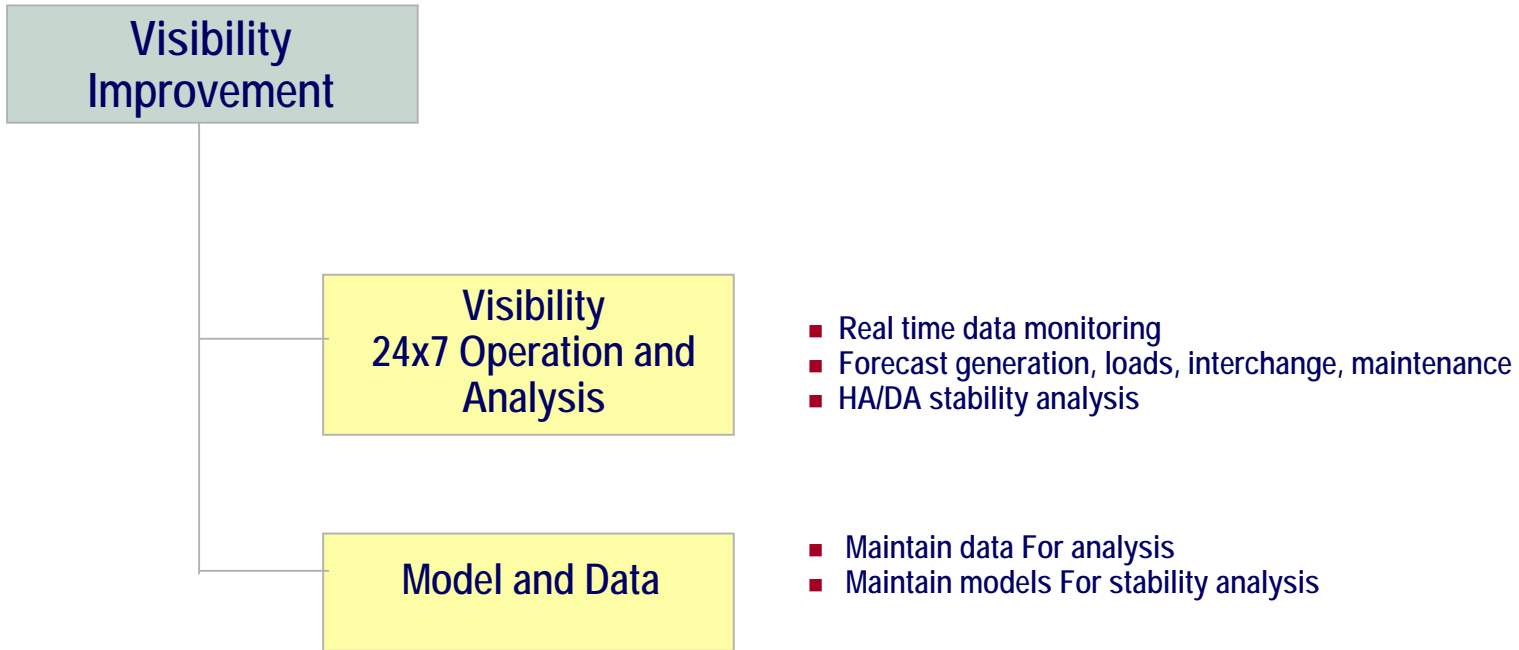 Visibility
Improvement
Visibility
24x7 Operation and
Analysis
■ Real time data monitoring
■ Forecast generation, loads, interchange, maintenance
■ HA/DA stability analysis
Model and Data
■ Maintain data For analysis
■ Maintain models For stability analysis